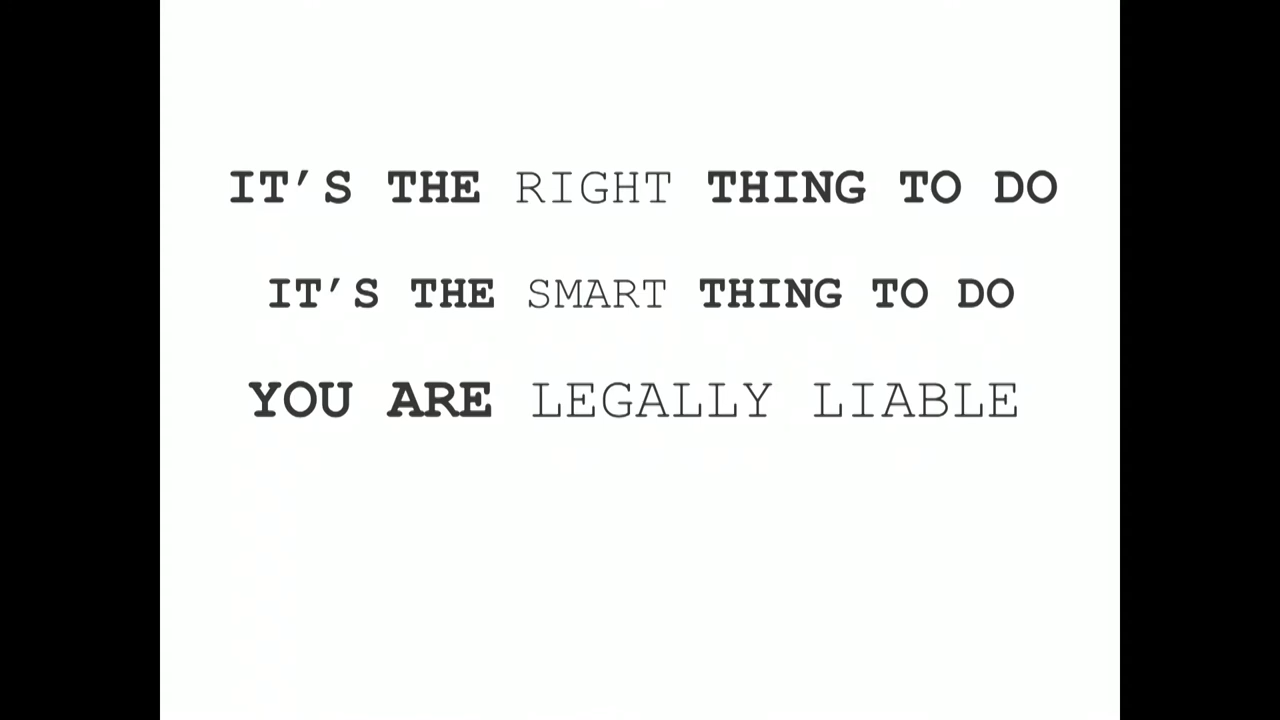 IT’S THE RIGHT THING TO DO
IT’S THE SMART THING TO DO
YOU ARE LEGALLY LIABLE